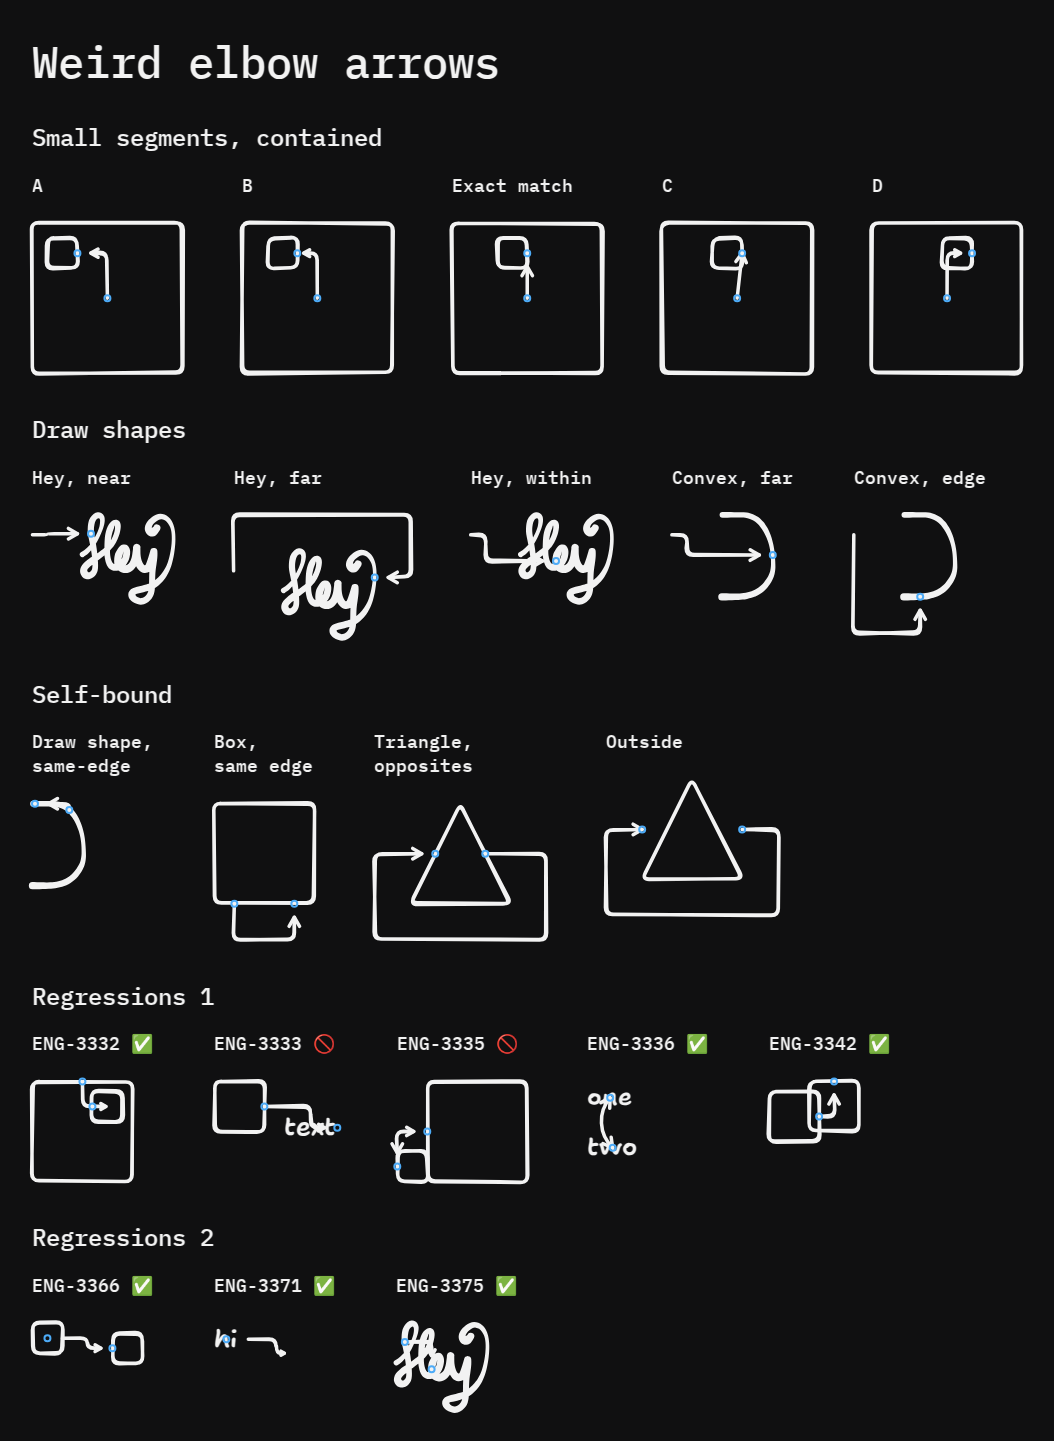 Weird elbow arrows
Small segments, contained
A
B
Exact match
C
D
Draw shapes
Hey, near
Hey, far
Hey, within
Convex, far
Convex, edge
Hey
Hey
Hey
Self-bound
Draw shape,
same-edge
Box,
same edge
Triangle,
opposites
Outside
Regressions 1
ENG-3332 ✅
ENG-3333 🚫
ENG-3335 🚫
ENG-3336 ✅
ENG-3342 ✅
text
one
two
Regressions 2
ENG-3366 ✅
ENG-3371 ✅
ENG-3375 ✅
hi
Hey